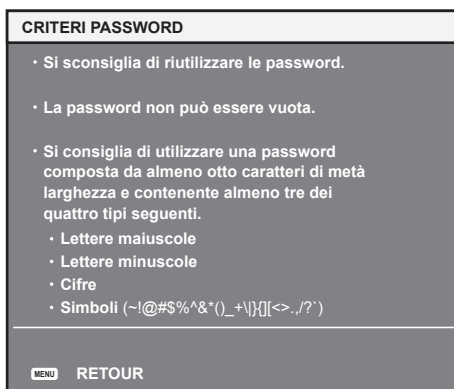 CRITERI PASSWORD
・Si sconsiglia di riutilizzare le password.
・La password non può essere vuota.
・Si consiglia di utilizzare una password
composta da almeno otto caratteri di metà
larghezza e contenente almeno tre dei
quattro tipi seguenti.
・Lettere maiuscole
・Lettere minuscole
・Cifre
・Simboli (~!@#$%^&*()_+\|}{][<>.,/?`)
MENU RETOUR